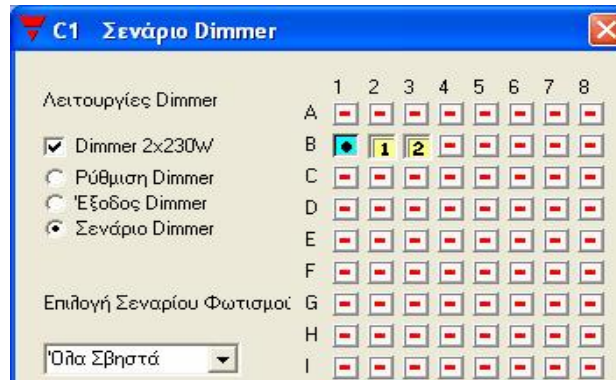 C1 Σενάριο Dimmer
Λειτουργίες Dimmer
Dimmer 2x230W
Ρύθμιση Dimmer
Έξοδος Dimmer
Σενάριο Dimmer
Επιλογή Σεναρίου Φωτισμού
Όλα Σβηστά
1 2 3 4 5 6 7 8
A
B 1 2
C
D
E
F
G
H
I